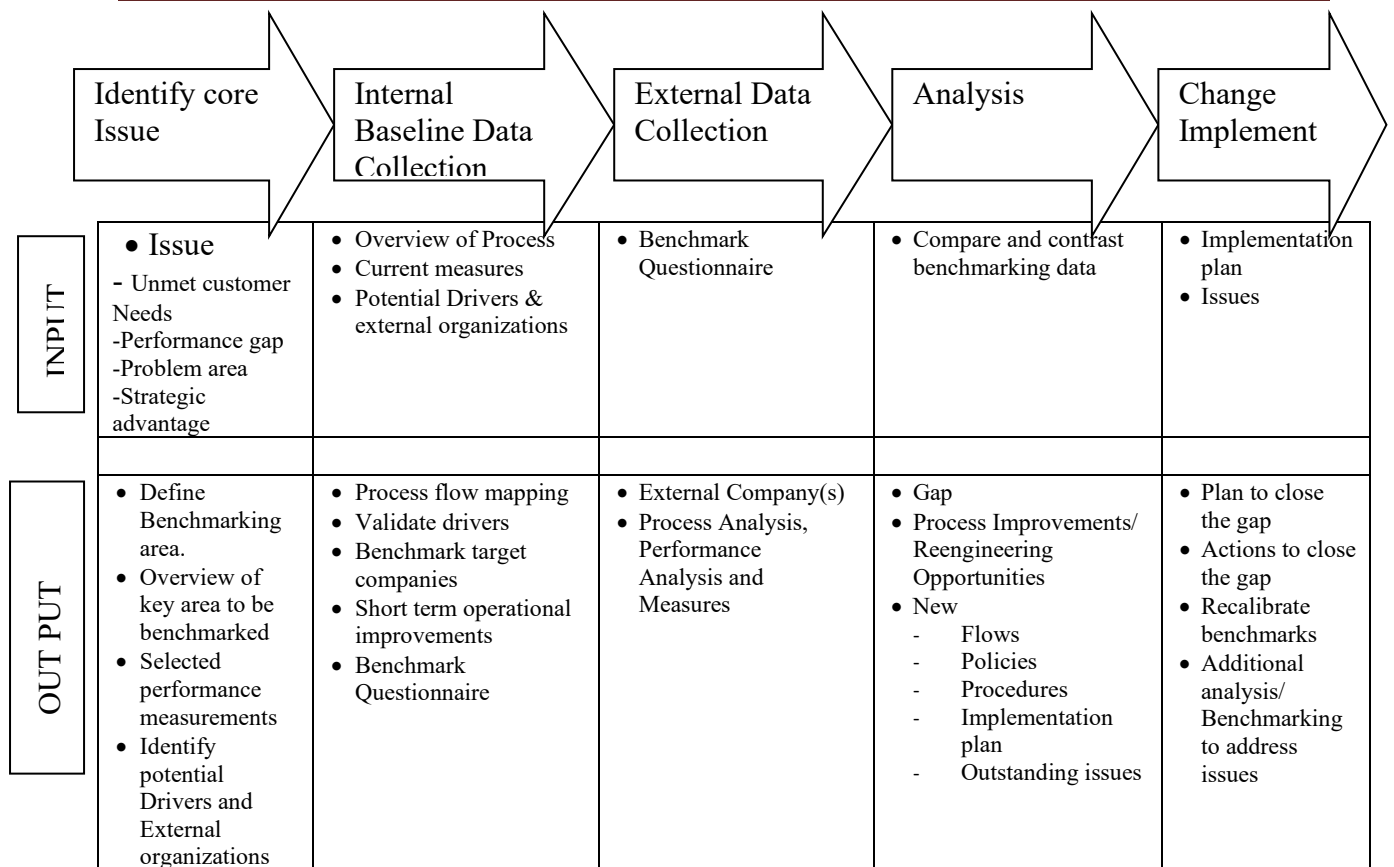 Identify core
Issue
Internal
Baseline Data
Collection
External Data
Collection
Analysis
Change
Implement
INPUT
• Issue
- Unmet customer
Needs
-Performance gap
-Problem area
-Strategic
advantage
• Overview of Process
• Current measures
• Potential Drivers &
external organizations
• Benchmark
Questionnaire
• Compare and contrast
benchmarking data
• Implementation
plan
• Issues
OUT PUT
• Define
Benchmarking
area.
• Overview of
key area to be
benchmarked
• Selected
performance
measurements
• Identify
potential
Drivers and
External
organizations
• Process flow mapping
• Validate drivers
• Benchmark target
companies
• Short term operational
improvements
• Benchmark
Questionnaire
• External Company(s)
• Process Analysis,
Performance
Analysis and
Measures
• Gap
• Process Improvements/
Reengineering
Opportunities
• New
- Flows
- Policies
- Procedures
- Implementation
plan
- Outstanding issues
• Plan to close
the gap
• Actions to close
the gap
• Recalibrate
benchmarks
• Additional
analysis/
Benchmarking
to address
issues